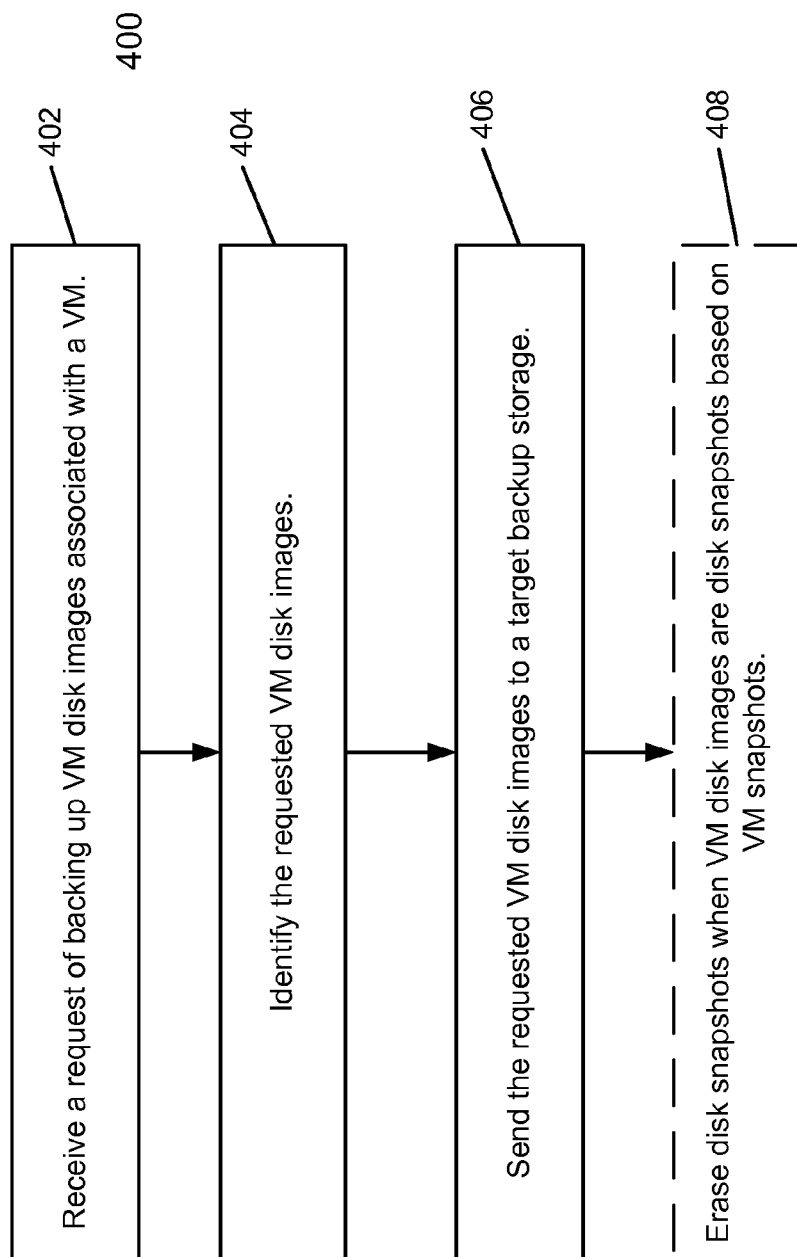 400
402
Receive a request of backing up VM disk images associated with a VM.
404
Identify the requested VM disk images.
406
Send the requested VM disk images to a target backup storage.
408
Erase disk snapshots when VM disk images are disk snapshots based on
VM snapshots.